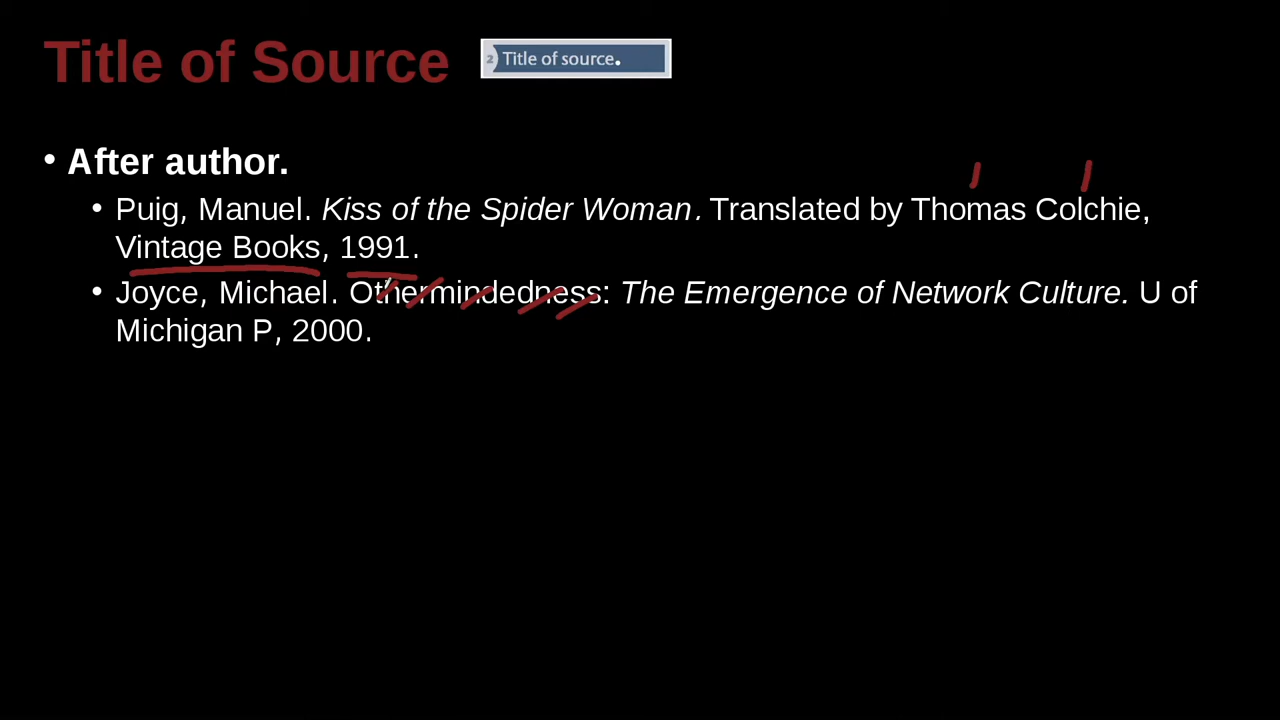 Title of Source
2 Title of source.
• After author.
• Puig, Manuel. Kiss of the Spider Woman. Translated by Thomas Colchie,
Vintage Books, 1991.
• Joyce, Michael. Othermindedness: The Emergence of Network Culture. U of
Michigan P, 2000.